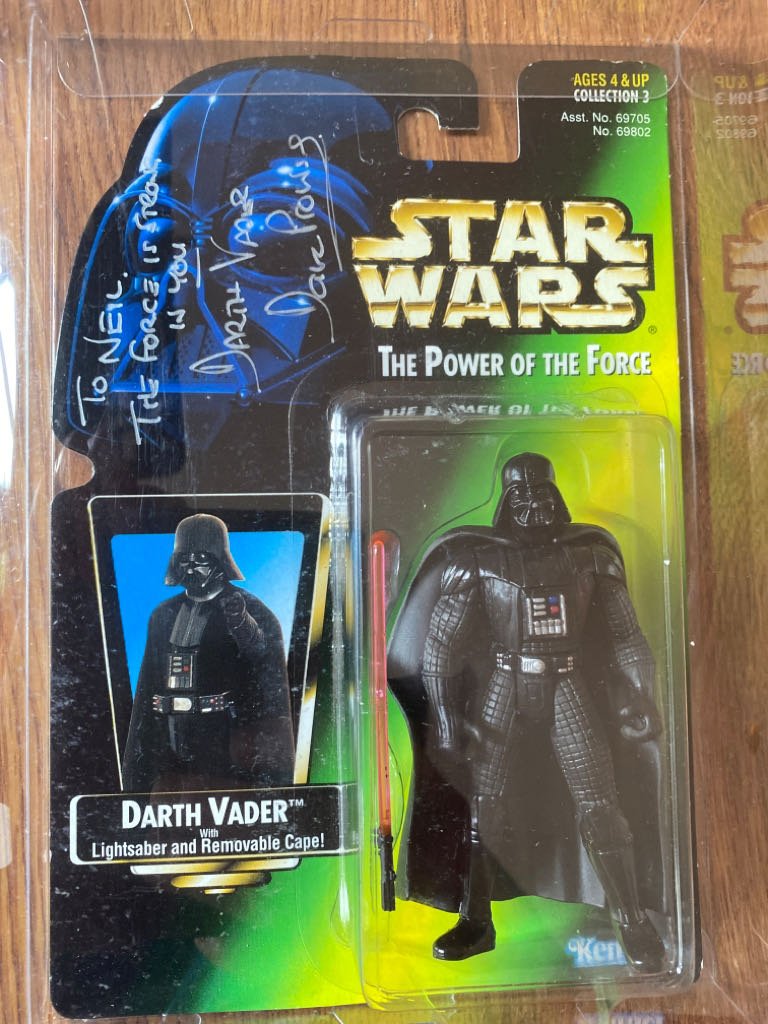 AGES 4 & UP
COLLECTION 3
Asst. No. 69705
No. 69802
To NEIL.
THE FORCE IS STRONG
IN YOU
DARTH VADER
Dave Prowse
STAR
WARS®
THE POWER OF THE FORCE
DARTH VADER™
With
Lightsaber and Removable Cape!
Ken